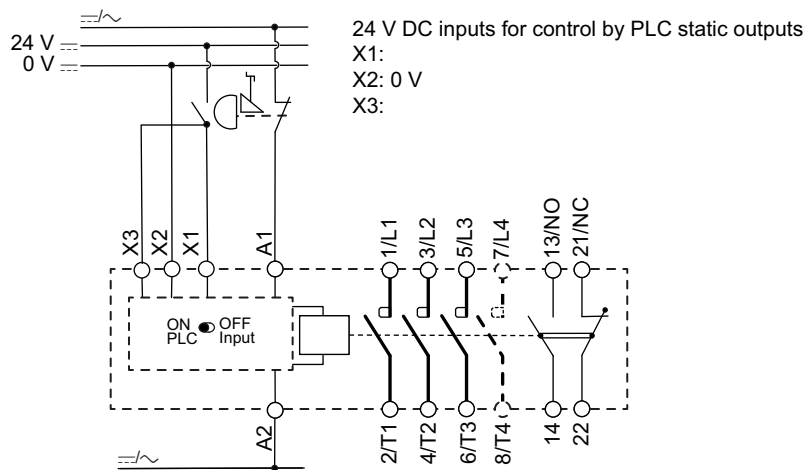 24 V DC inputs for control by PLC static outputs
X1:
X2: 0 V
X3:
24 V
0 V
X3
X2
X1
A1
1/L1
3/L2
5/L3
7/L4
13/NO
21/NC
ON OFF
PLC Input
A2
2/T1
4/T2
6/T3
8/T4
14
22